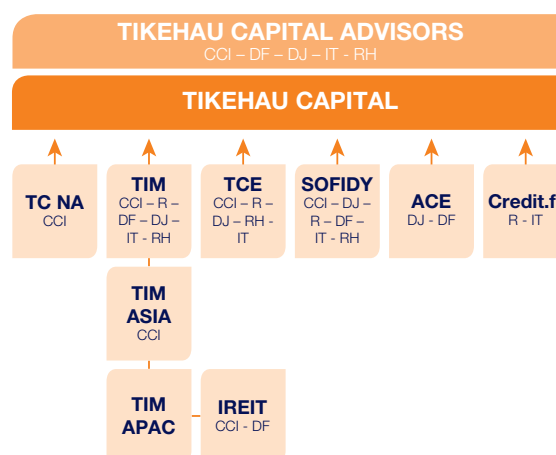 TIKEHAU CAPITAL ADVISORS
CCI – DF – DJ – IT - RH
TIKEHAU CAPITAL
TC NA
CCI
TIM
CCI – R –
DF – DJ –
IT - RH
TCE
CCI – R –
DJ – RH -
IT
SOFIDY
CCI – DJ –
R – DF –
IT - RH
ACE
DJ - DF
Credit.f
R - IT
TIM
ASIA
CCI
TIM
APAC
IREIT
CCI - DF